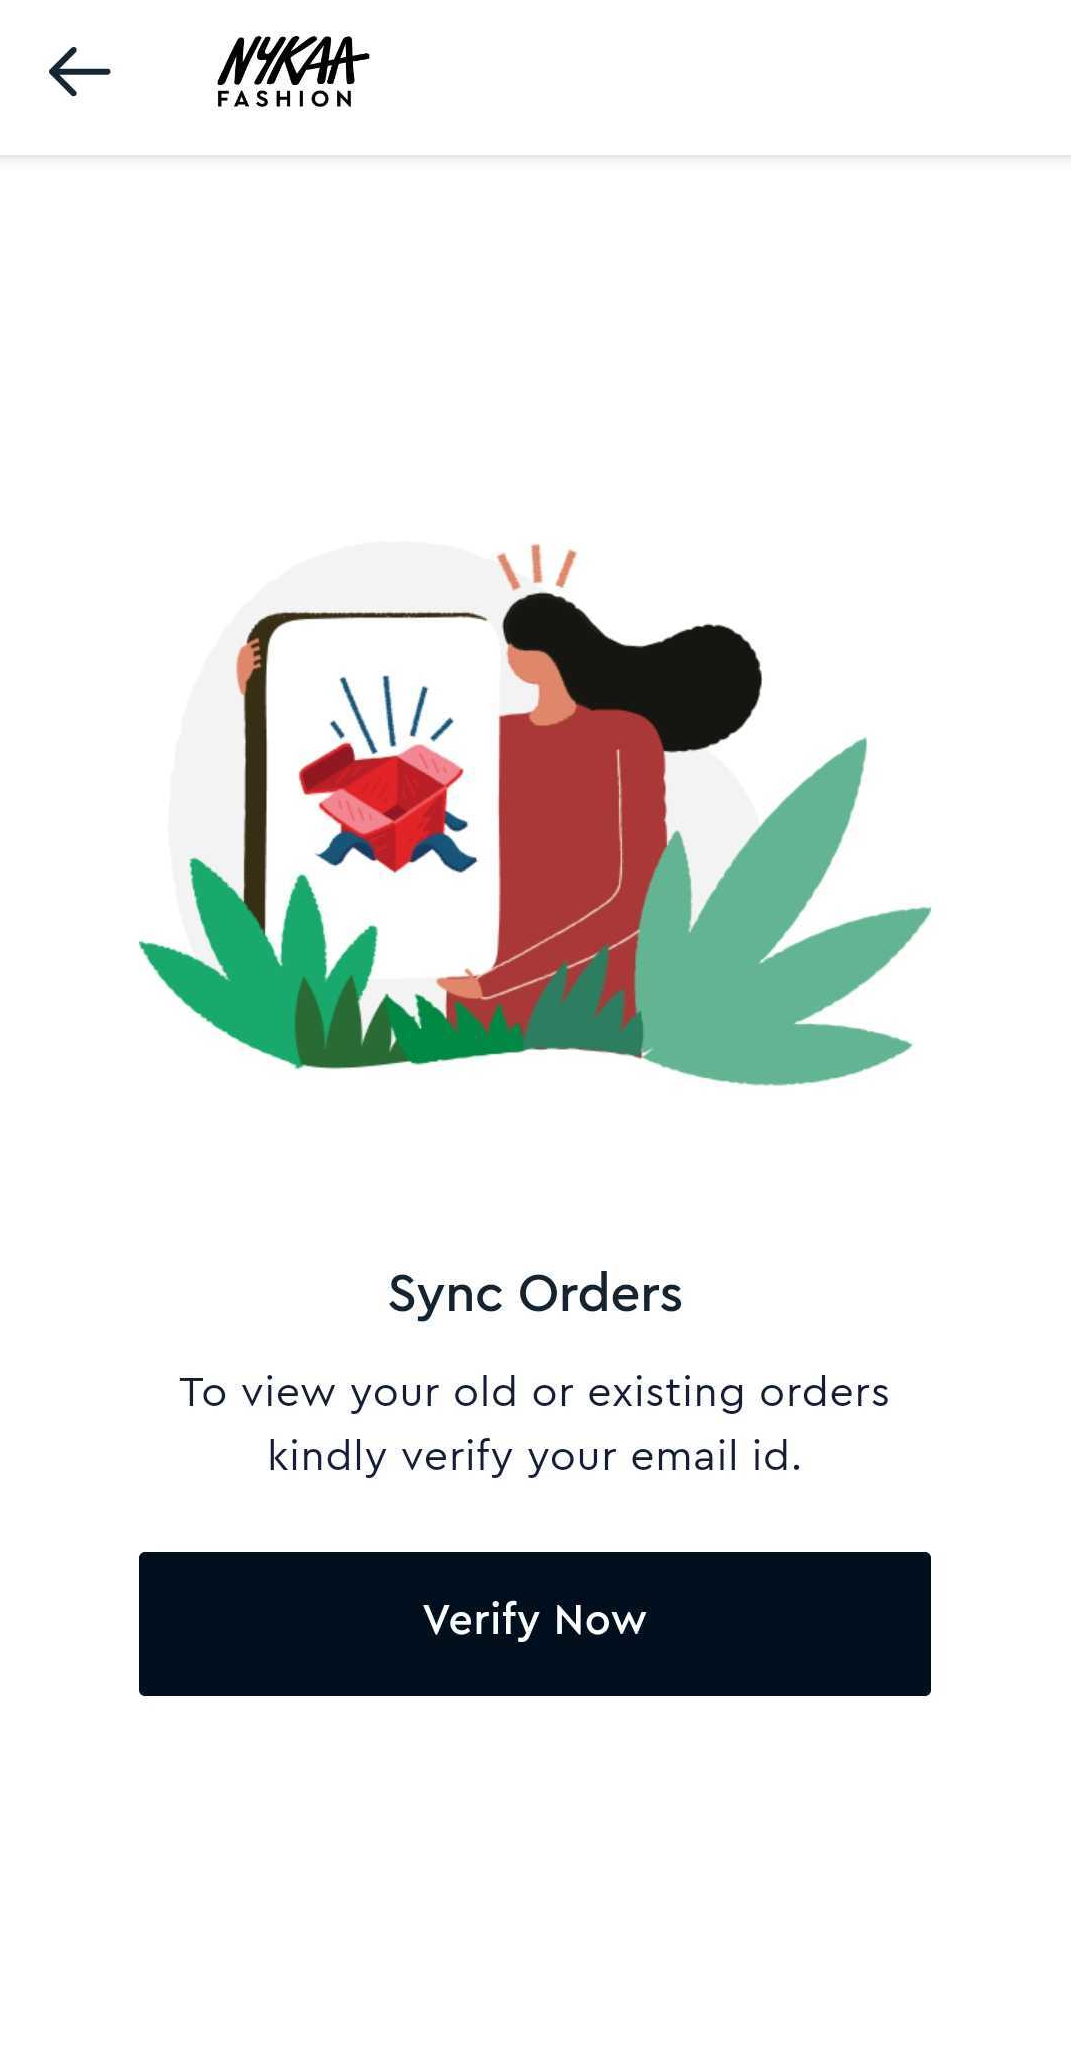 NYKAA
FASHION
Sync Orders
To view your old or existing orders
kindly verify your email id.
Verify Now